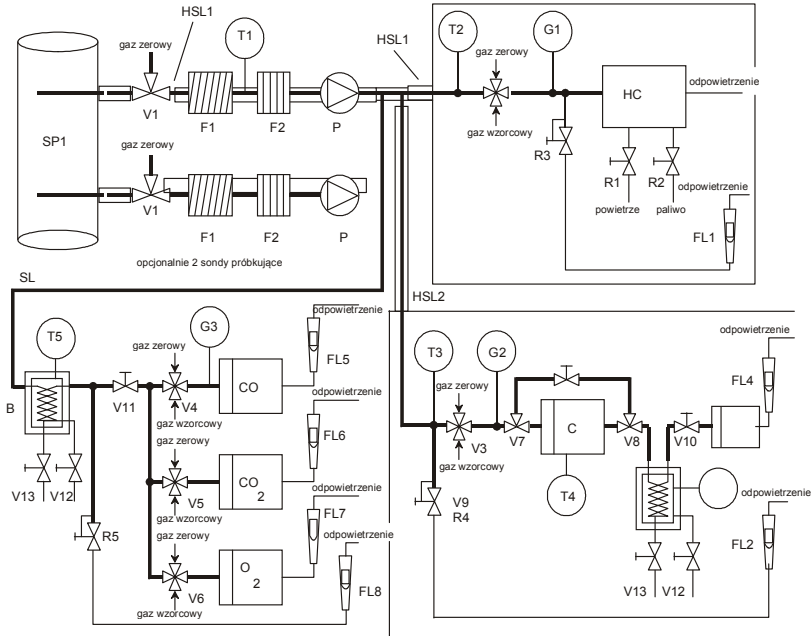 HSL1
gaz zerowy
T1
V1
F1
F2
P
SP1
gaz zerowy
V1
F1
F2
P
opcjonalnie 2 sondy próbkujące
HSL1
T2
G1
gaz zerowy
gaz wzorcowy
HC
odpowietrzenie
R3
R1
R2
powietrze
paliwo
odpowietrzenie
FL1
SL
HSL2
T5
B
V13
V12
V11
R5
G3
gaz zerowy
V4
gaz wzorcowy
CO
odpowietrzenie
FL5
gaz zerowy
V5
gaz wzorcowy
CO
2
odpowietrzenie
FL6
gaz zerowy
V6
gaz wzorcowy
O
2
odpowietrzenie
FL7
odpowietrzenie
FL8
T3
G2
gaz zerowy
V3
gaz wzorcowy
V7
C
T4
V8
V10
odpowietrzenie
FL4
V9
R4
V13
V12
odpowietrzenie
FL2